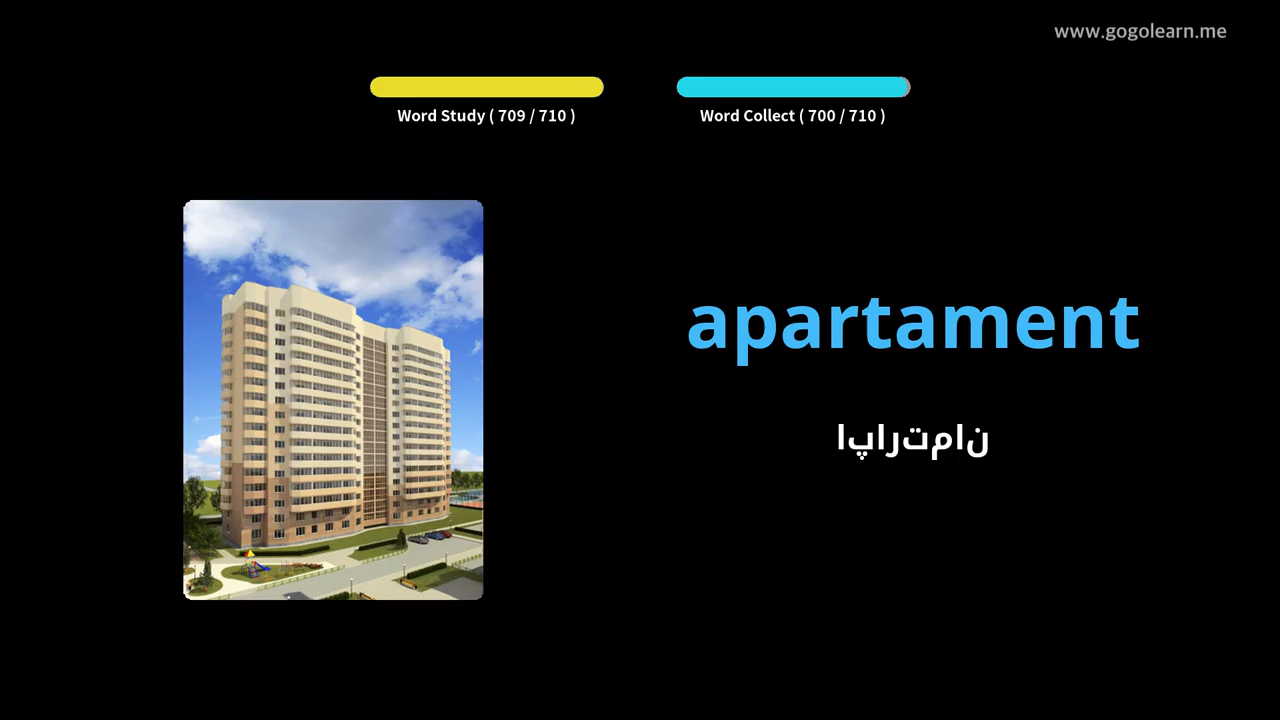 www.gogolearn.me
Word Study ( 709 / 710 )
Word Collect ( 700 / 710 )
apartament
اپارتمان